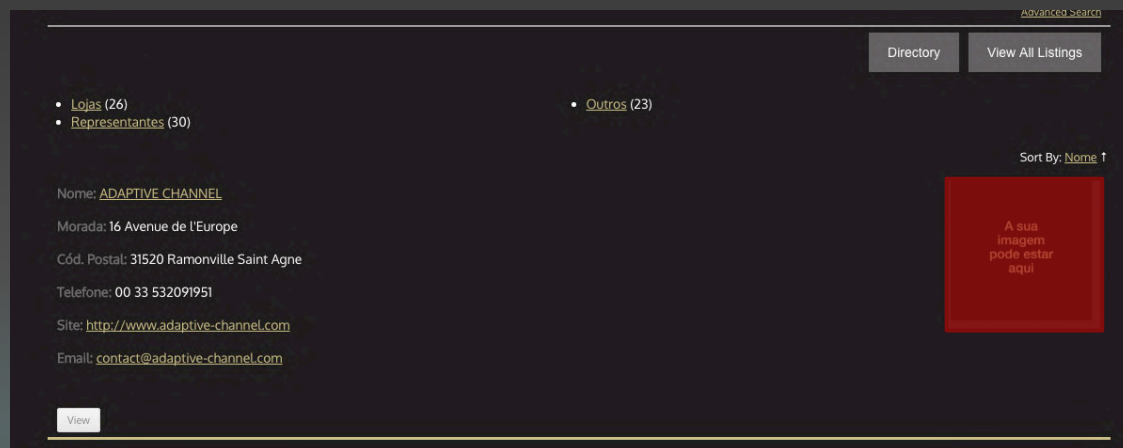 Advanced Search
Directory View All Listings
Lojas (26)
Representantes (30)
Outros (23)
Sort By: Nome ↑
Nome: ADAPTIVE CHANNEL
Morada: 16 Avenue de l'Europe
Cód. Postal: 31520 Ramonville Saint Agne
Telefone: 00 33 532091951
Site: http://www.adaptive-channel.com
Email: contact@adaptive-channel.com
A sua
imagem
pode estar
aqui
View